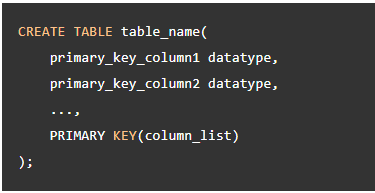 CREATE TABLE table_name(
    primary_key_column1 datatype,
    primary_key_column2 datatype,
    ...,
    PRIMARY KEY(column_list)
);